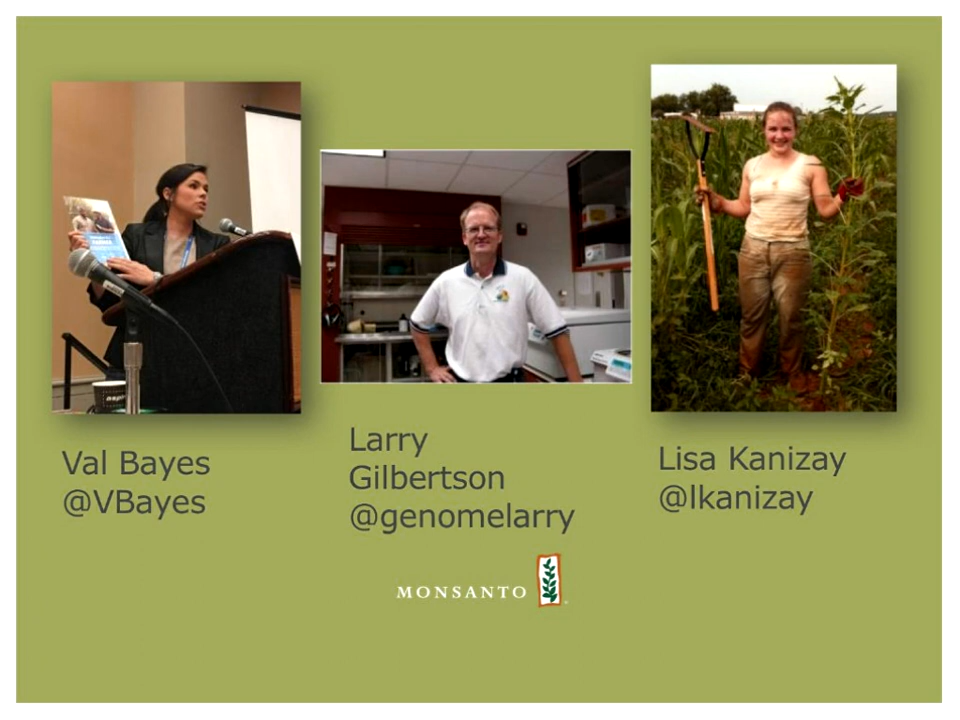 Val Bayes
@VBayes
Larry
Gilbertson
@genomelarry
Lisa Kanizay
@lkanizay
MONSANTO